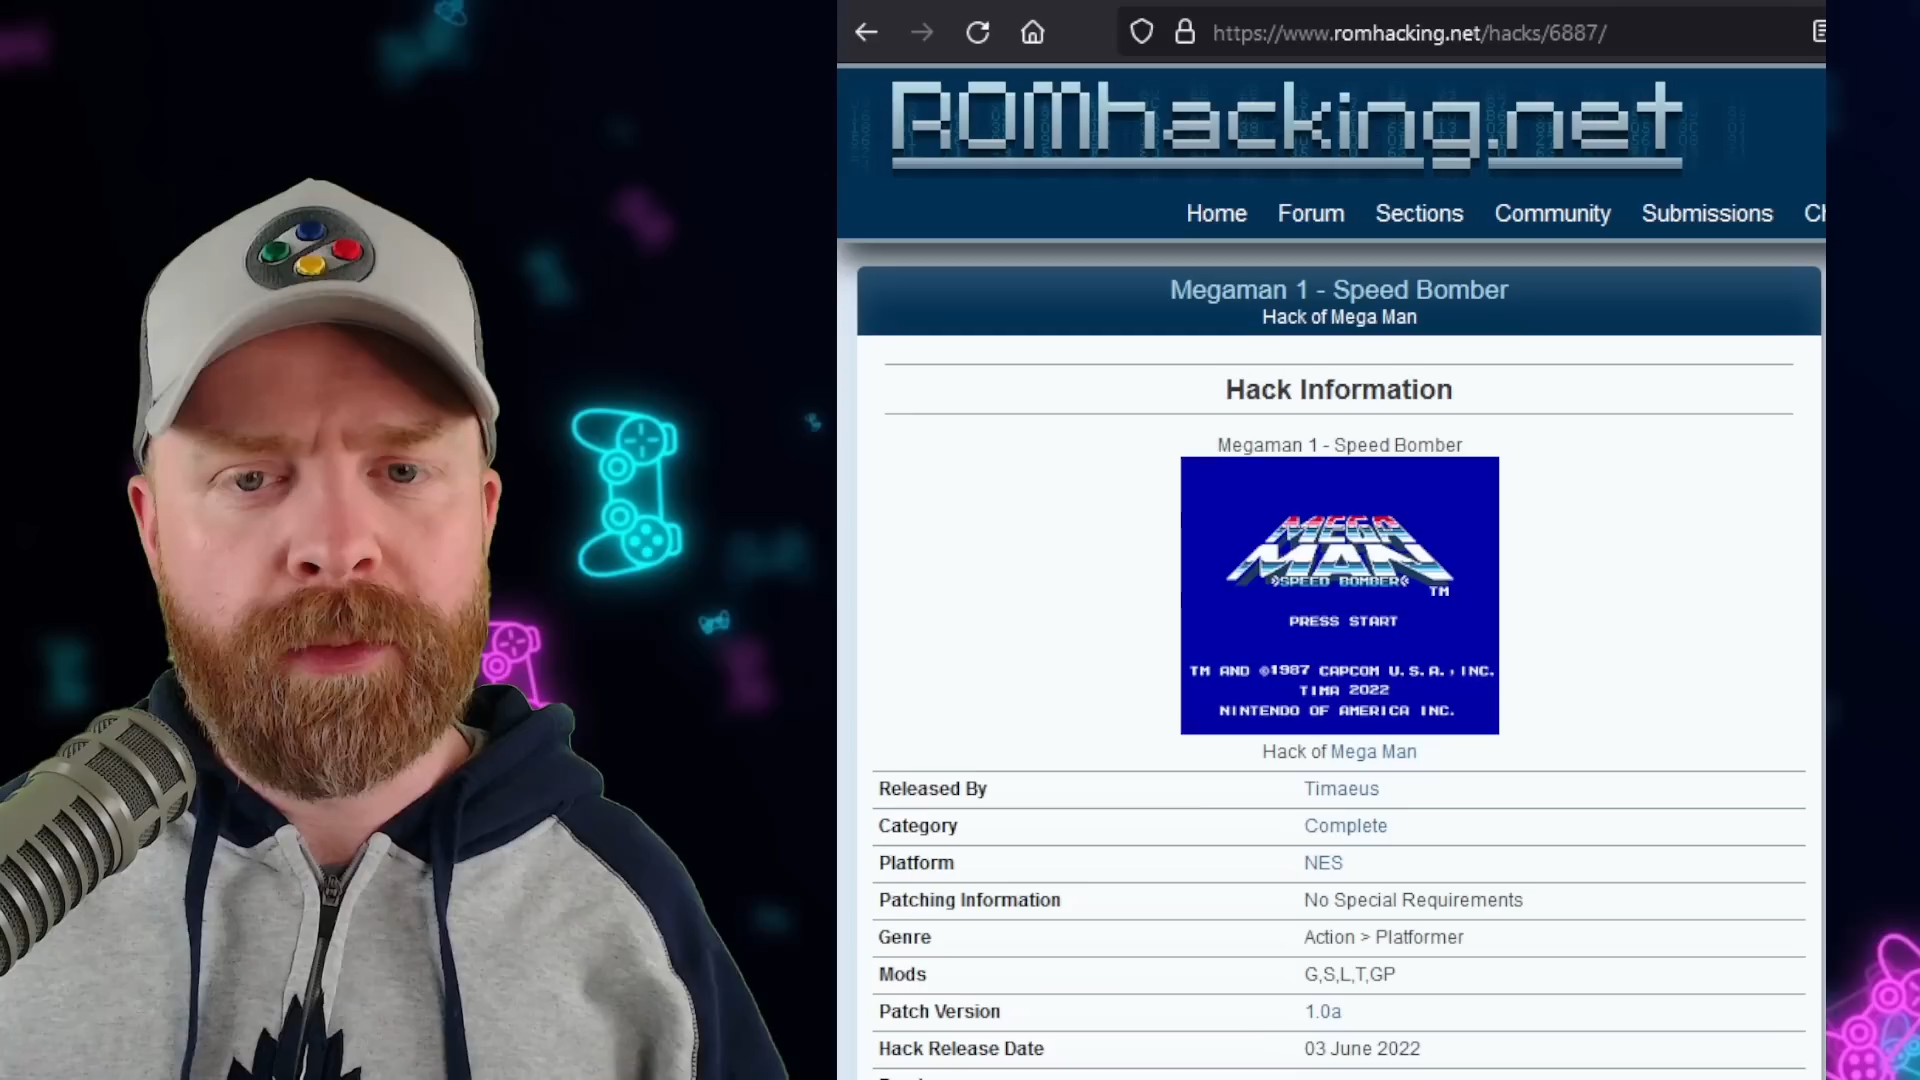 https://www.romhacking.net/hacks/6887/
ROMhacking.net
Home Forum Sections Community Submissions
Megaman 1 - Speed Bomber
Hack of Mega Man
Hack Information
Megaman 1 - Speed Bomber
MEGA
MAN
SPEED BOMBER
TM
PRESS START
TM AND ©1987 CAPCOM U.S.A., INC.
TIMA 2022
NINTENDO OF AMERICA INC.
Hack of Mega Man
Released By Timaeus
Category Complete
Platform NES
Patching Information No Special Requirements
Genre Action > Platformer
Mods G,S,L,T,GP
Patch Version 1.0a
Hack Release Date 03 June 2022